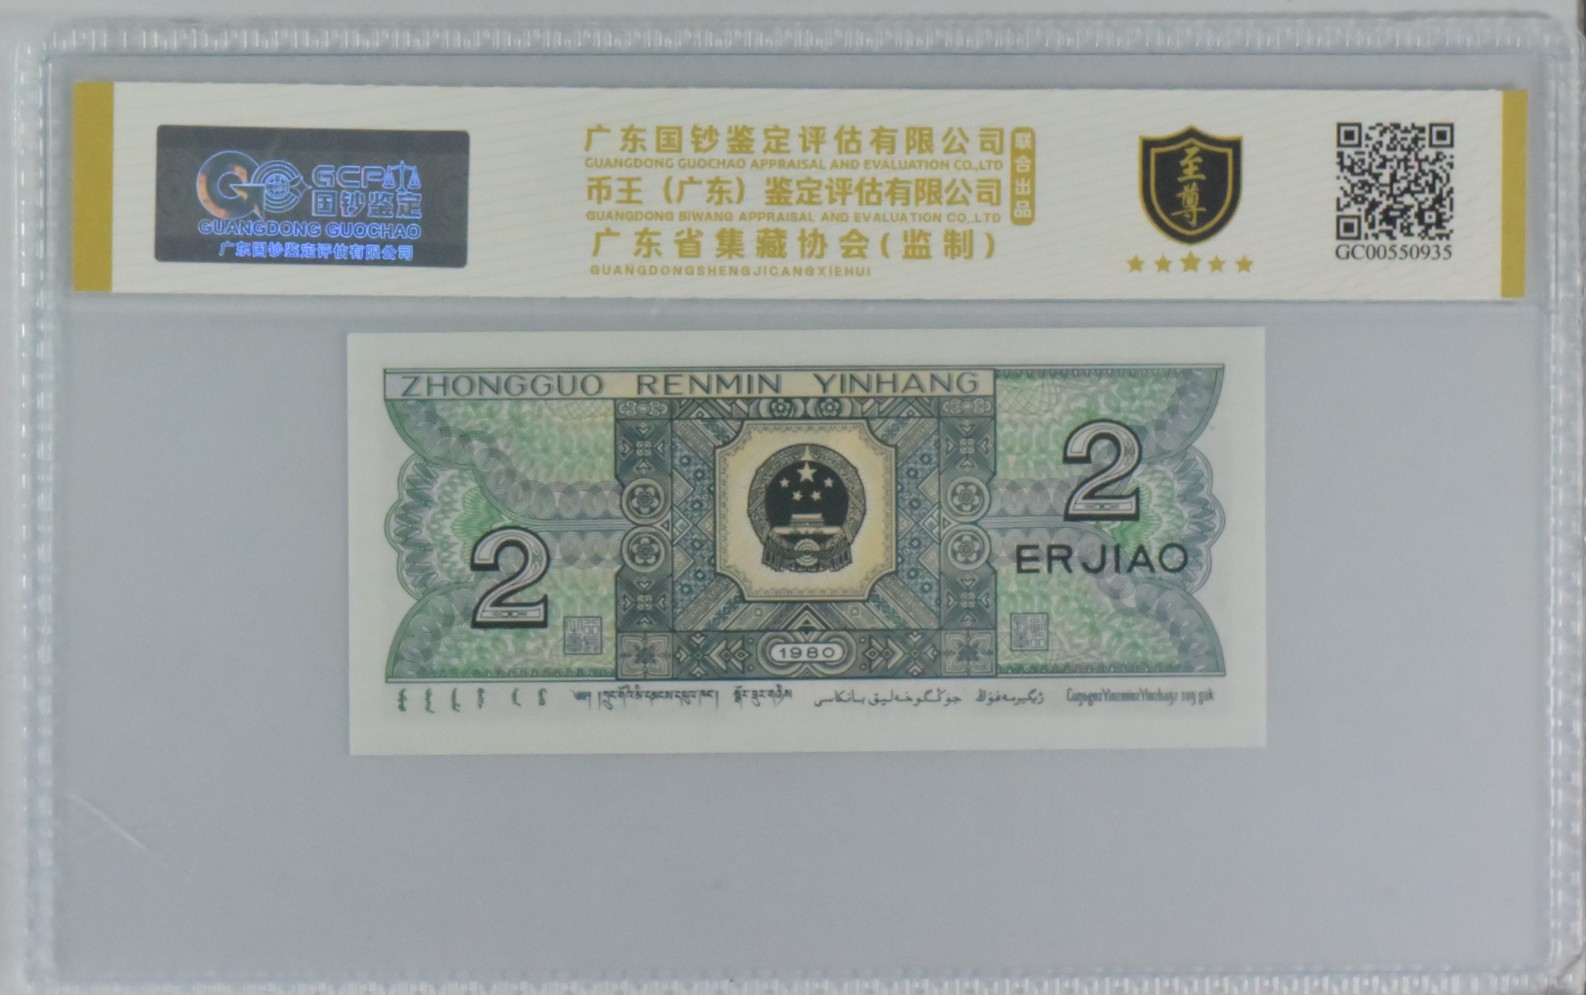 GCP
国钞鉴定
GUANGDONG GUOCHAO
广东国钞鉴定评估有限公司
广东国钞鉴定评估有限公司
GUANGDONG GUOCHAO APPRAISAL AND EVALUATION CO.,LTD
币王（广东）鉴定评估有限公司
GUANGDONG BIWANG APPRAISAL AND EVALUATION CO.,LTD
广东省集藏协会(监制)
GUANGDONGSHENGJICANGXIEHUI
联合出品
至尊
GC00550935
ZHONGGUO RENMIN YINHANG
2
ERJIAO
2
1980